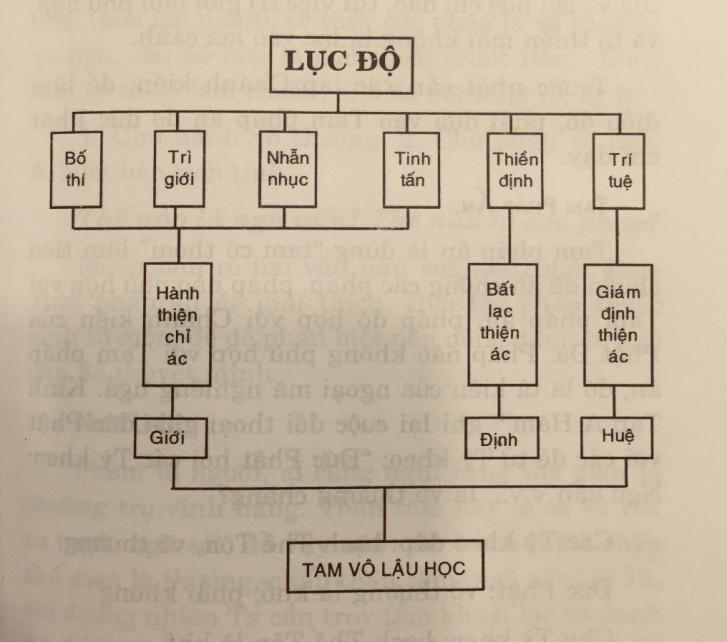 LỤC ĐỘ
Bố
thí
Trì
giới
Nhẫn
nhục
Tinh
tấn
Thiền
định
Trí
tuệ
Hành
thiện
chỉ
ác
Bất
lạc
thiện
ác
Giám
định
thiện
ác
Giới
Định
Huệ
TAM VÔ LẬU HỌC